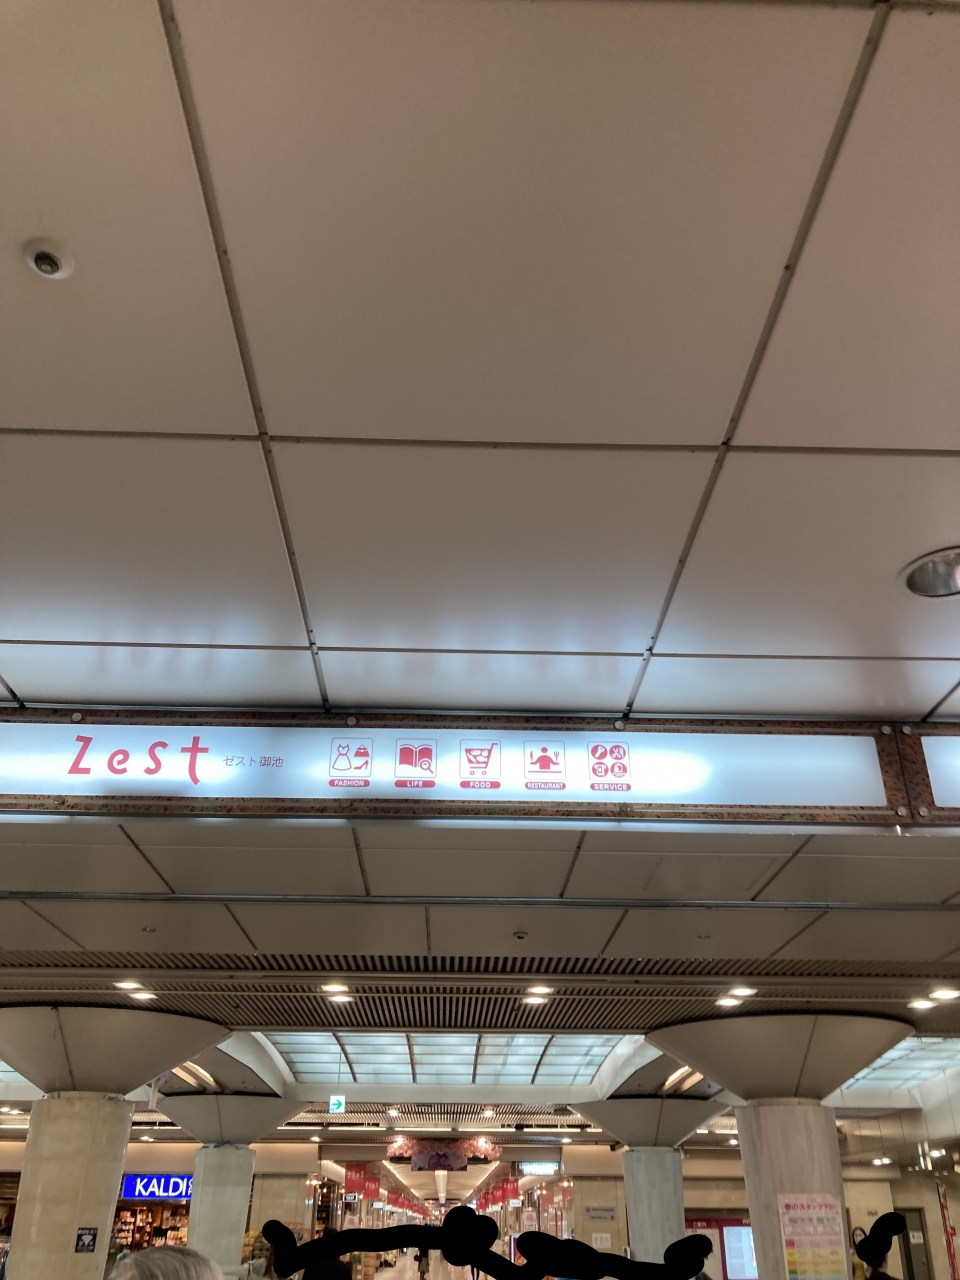 Zest ゼスト御池
FASHION
LIFE
FOOD
RESTAURANT
SERVICE
KALDI